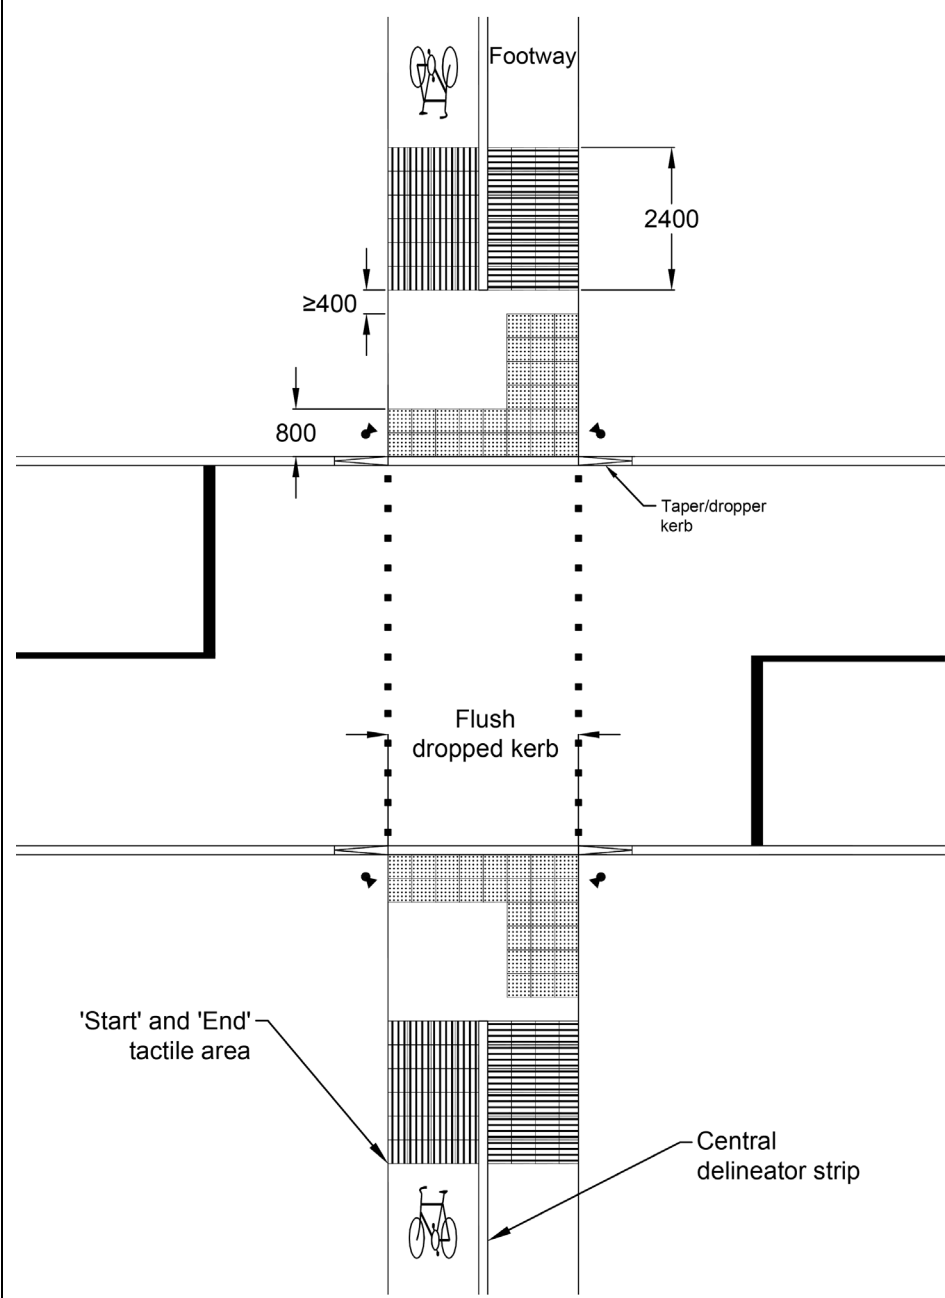 Footway
2400
≥400
800
Taper/dropper
kerb
Flush
dropped kerb
'Start' and 'End'
tactile area
Central
delineator strip